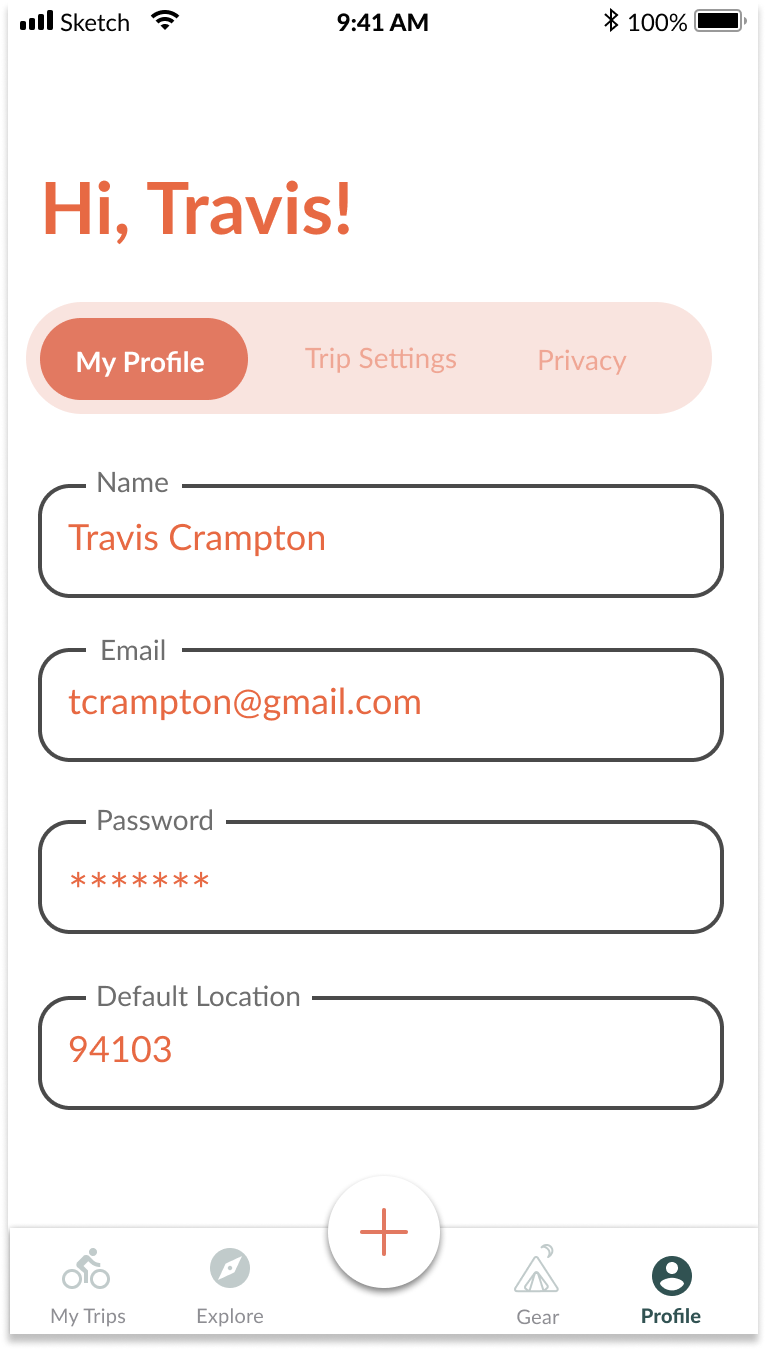 Sketch 9:41 AM 100%
Hi, Travis!
My Profile Trip Settings Privacy
Name
Travis Crampton
Email
tcrampton@gmail.com
Password
*******
Default Location
94103
My Trips Explore Gear Profile